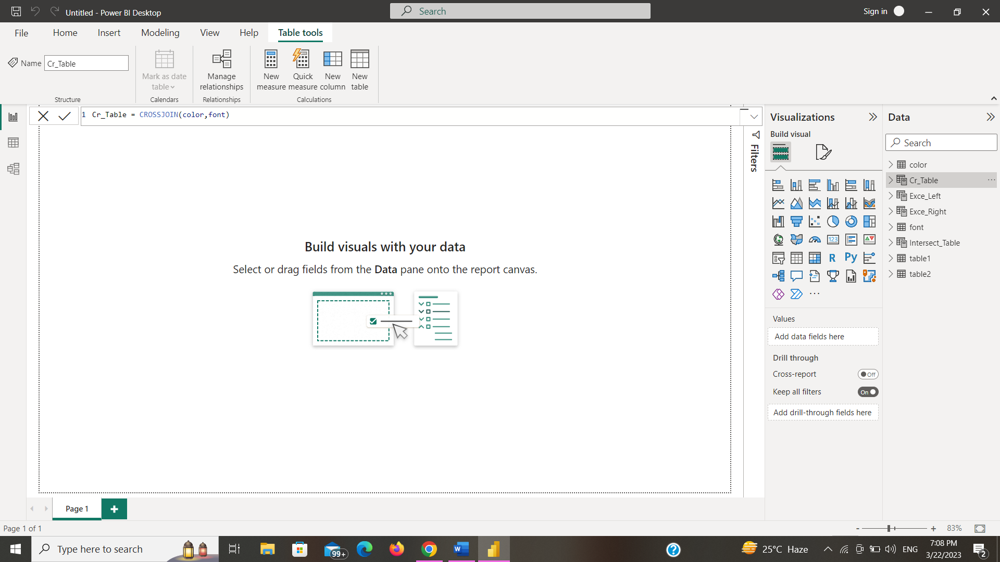 Untitled - Power BI Desktop
Search
Sign in
File Home Insert Modeling View Help Table tools
Name Cr_Table
Mark as date table
Manage relationships
New measure
Quick measure
New column
New table
Structure
Calendars
Relationships
Calculations
1 Cr_Table = CROSSJOIN(color,font)
Filters
Build visuals with your data
Select or drag fields from the Data pane onto the report canvas.
Visualizations
Build visual
123
R
Py
...
Values
Add data fields here
Drill through
Cross-report
Off
Keep all filters
On
Add drill-through fields here
Data
Search
color
Cr_Table
...
Exce_Left
Exce_Right
font
Intersect_Table
table1
table2
Page 1
+
Page 1 of 1
- + 83%
Type here to search
99+
W
?
25°C Haze
ENG
7:08 PM
3/22/2023
2